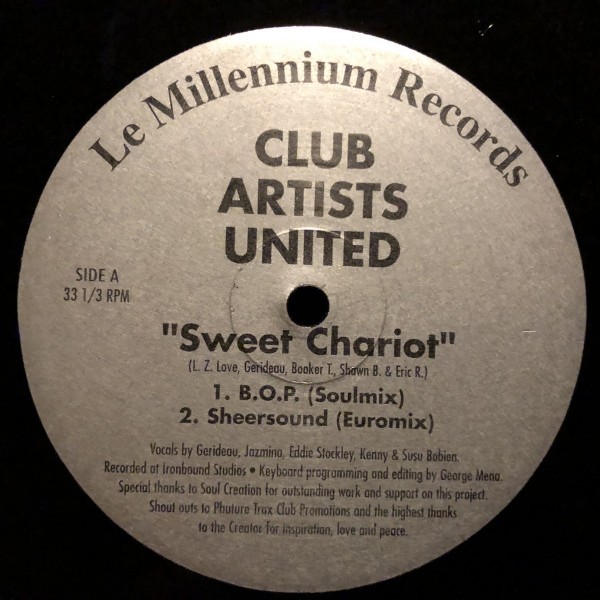 Le Millennium Records
CLUB
ARTISTS
UNITED
SIDE A
33 1/3 RPM
"Sweet Chariot"
(L. Z. Love, Gerideau, Booker T., Shawn B. & Eric R.)
1. B.O.P. (Soulmix)
2. Sheersound (Euromix)
Vocals by Gerideau, Jazmina, Eddie Stockley, Kenny & Susu Bobien.
Recorded at Ironbound Studios • Keyboard programming and editing by George Mena.
Special thanks to Soul Creation for outstanding work and support on this project.
Shout outs to Phuture Trax Club Promotions and the highest thanks
to the Creator for inspiration, love and peace.